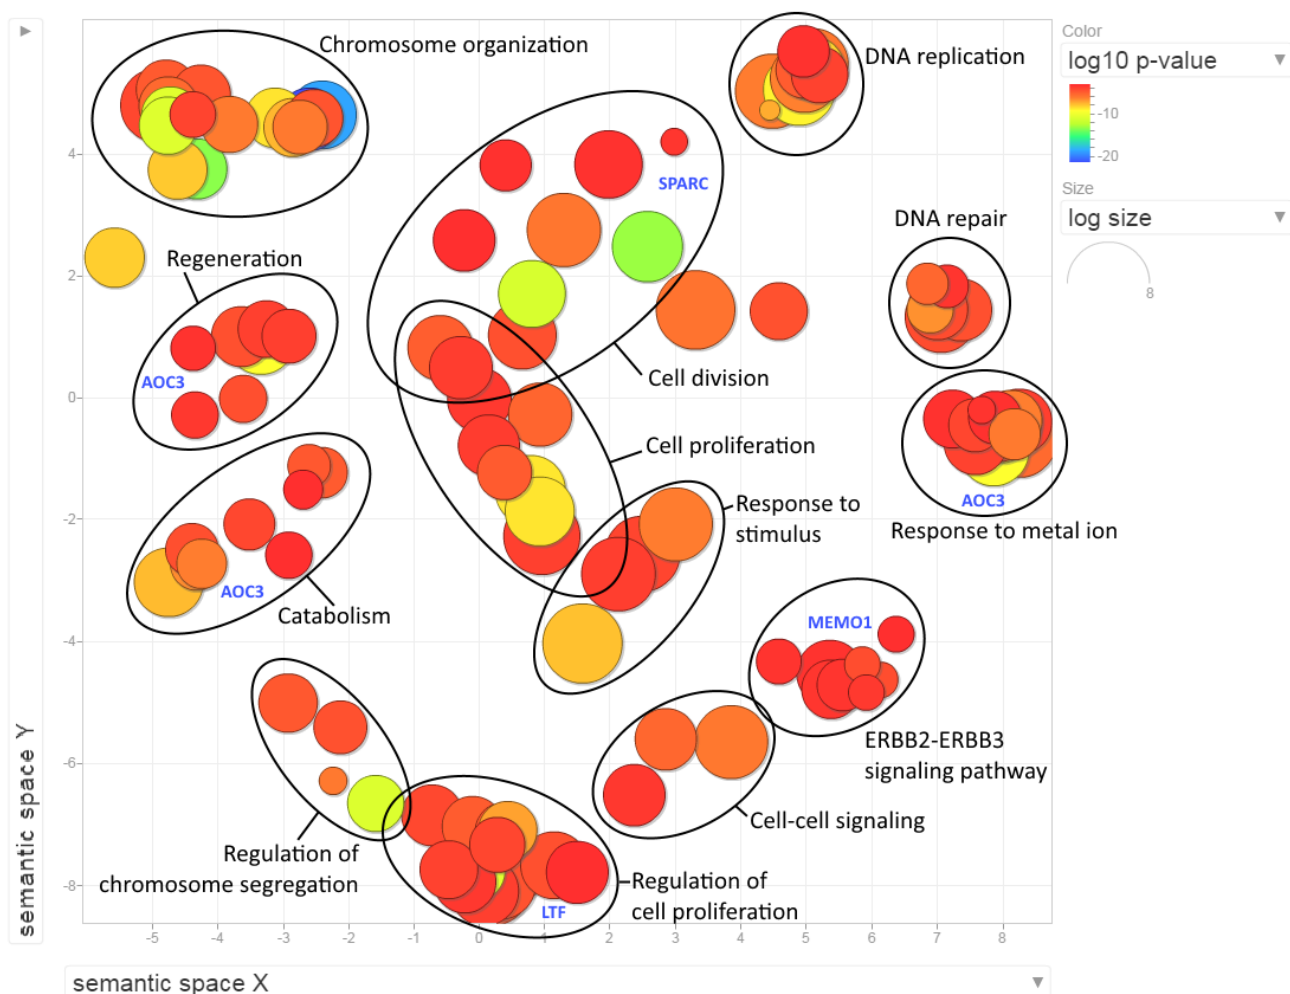 Chromosome organization
DNA replication
Color
log10 p-value
-10
-20
Size
log size
8
SPARC
DNA repair
Regeneration
AOC3
Cell division
Cell proliferation
Response to
stimulus
AOC3
Response to metal ion
AOC3
Catabolism
MEMO1
ERBB2-ERBB3
signaling pathway
Cell-cell signaling
Regulation of
chromosome segregation
Regulation of
cell proliferation
LTF
4
2
0
-2
-4
-6
-8
-5 -4 -3 -2 -1 0 1 2 3 4 5 6 7 8
semantic space Y
semantic space X